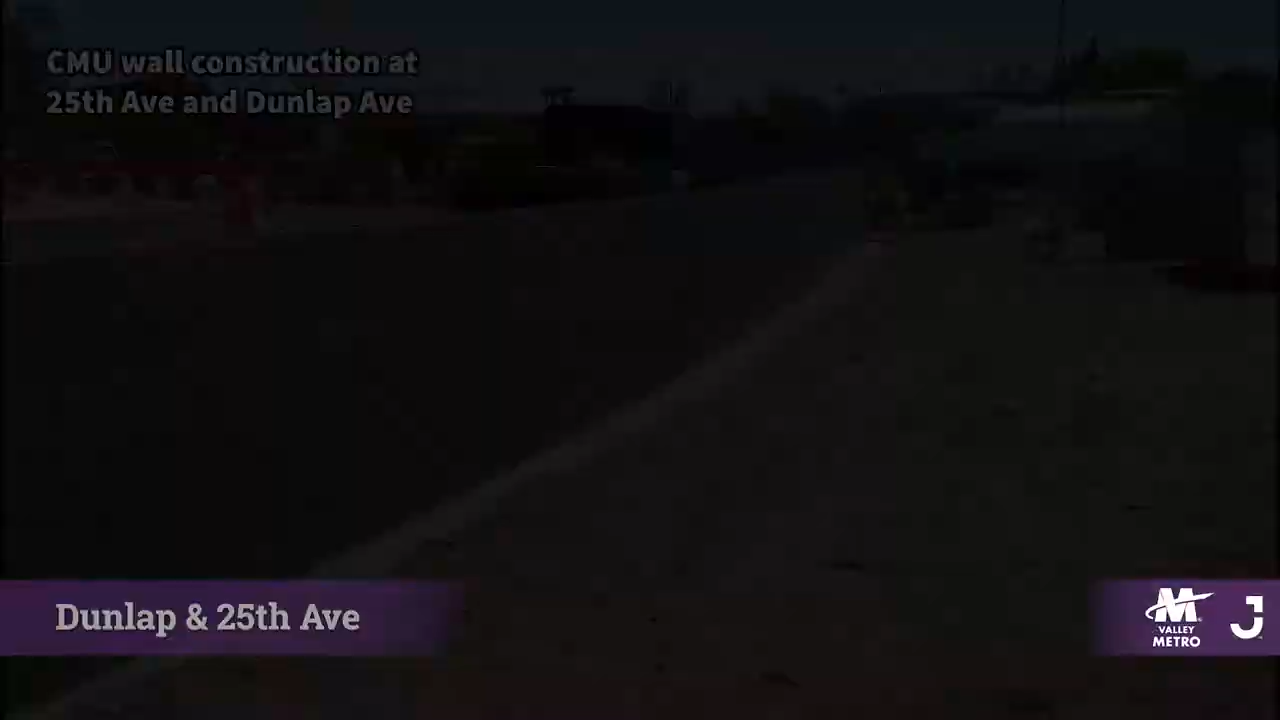 CMU wall construction at
25th Ave and Dunlap Ave
Dunlap & 25th Ave
VALLEY
METRO